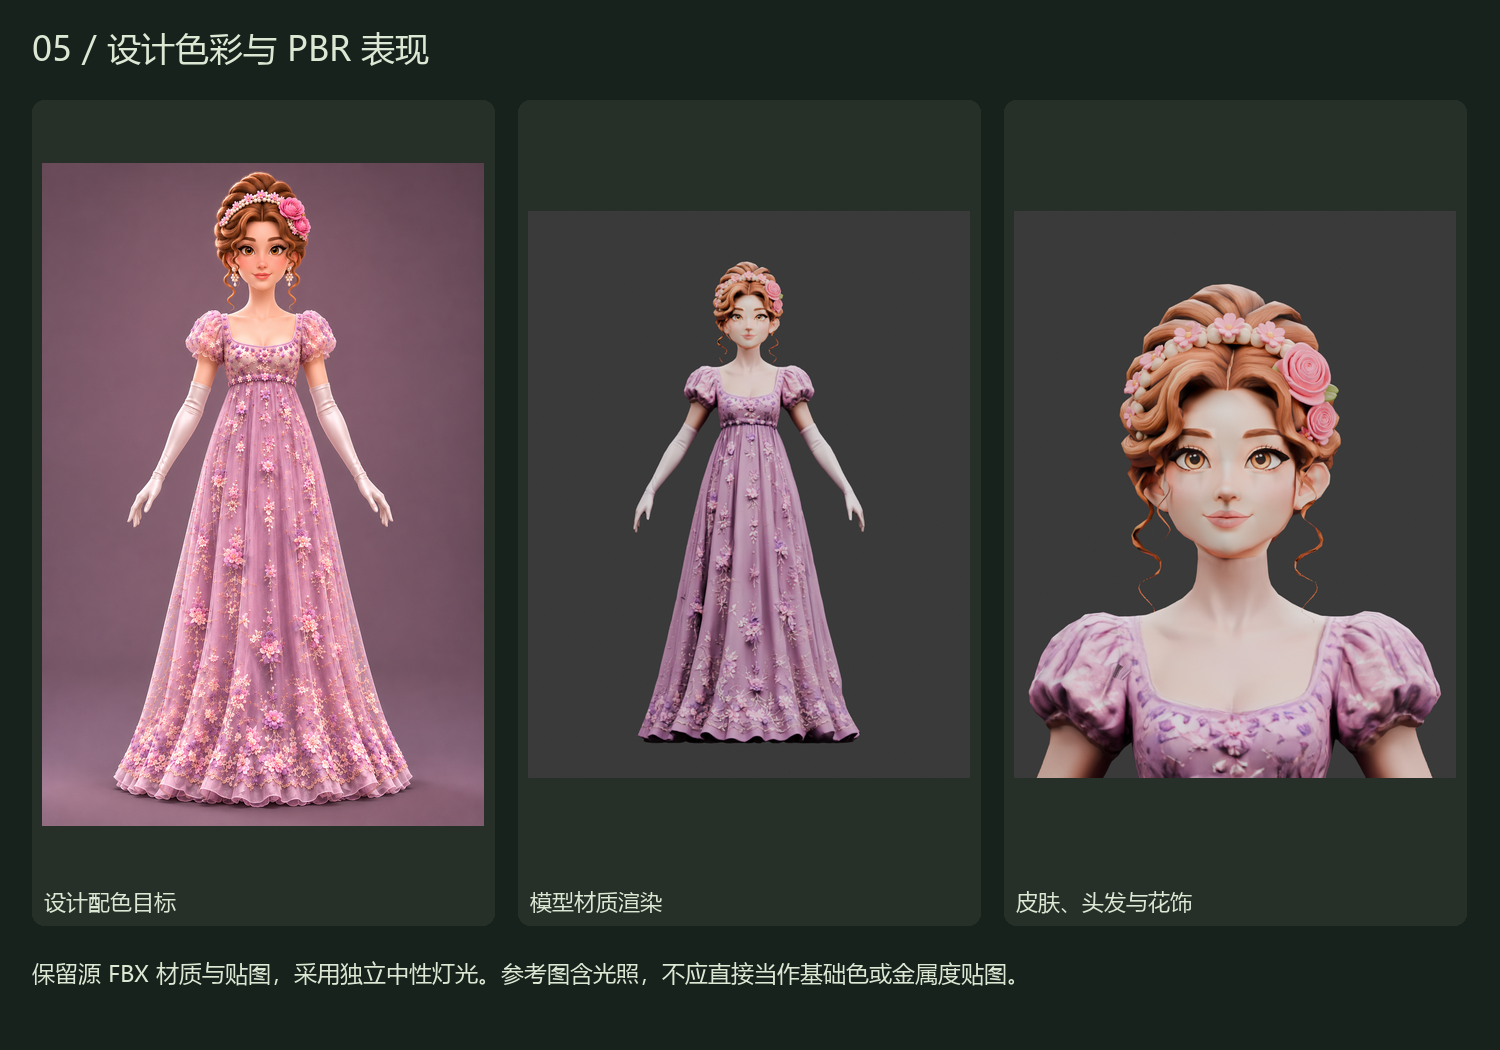 05 / 设计色彩与 PBR 表现
设计配色目标
模型材质渲染
皮肤、头发与花饰
保留源 FBX 材质与贴图，采用独立中性灯光。参考图含光照，不应直接当作基础色或金属度贴图。